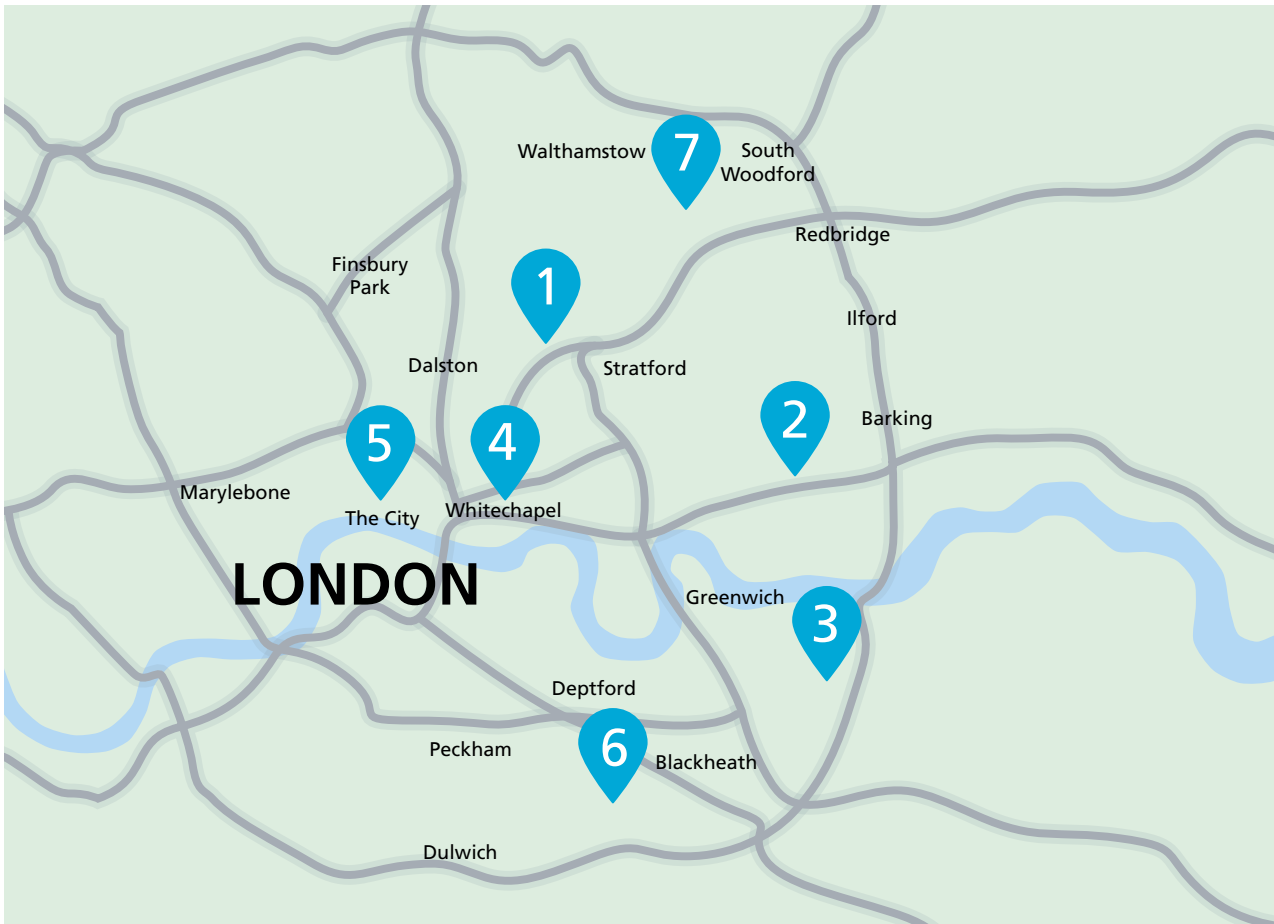 Walthamstow
7
South
Woodford
Redbridge
Finsbury
Park
1
Ilford
Dalston
Stratford
2
Barking
5
4
Marylebone
The City
Whitechapel
LONDON
Greenwich
3
Deptford
6
Peckham
Blackheath
Dulwich